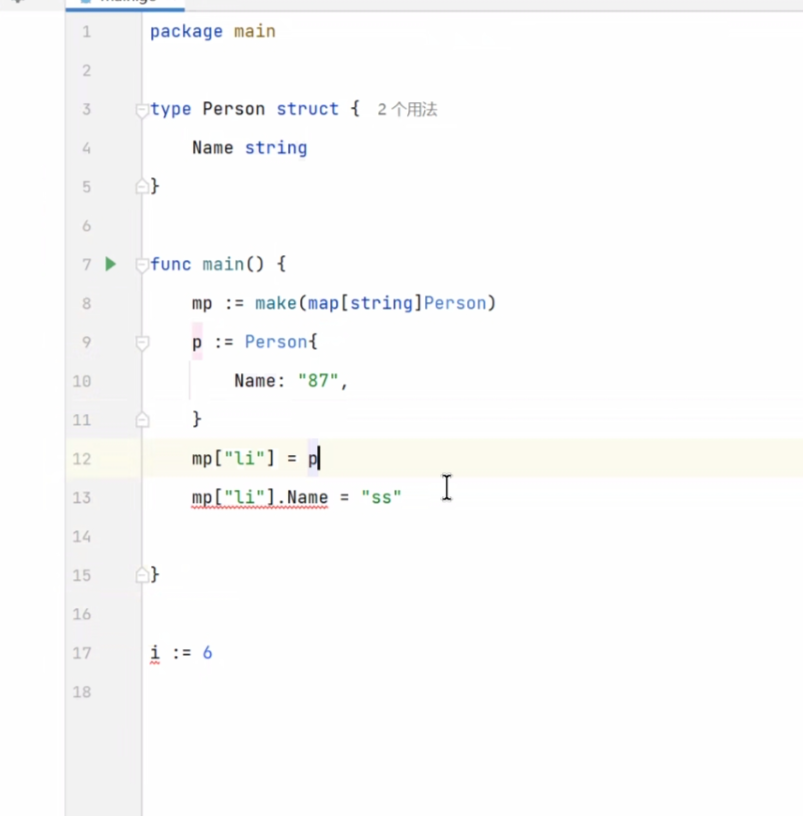 1 package main
2
3 type Person struct { 2 个用法
4 Name string
5 }
6
7 func main() {
8 mp := make(map[string]Person)
9 p := Person{
10 Name: "87",
11 }
12 mp["li"] = p
13 mp["li"].Name = "ss"
14
15 }
16
17 i := 6
18